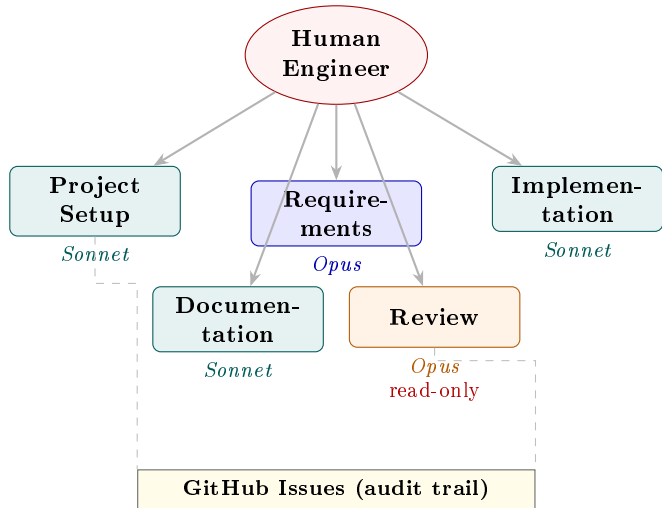 Human
Engineer
Project
Setup
Sonnet
Require-
ments
Opus
Implemen-
tation
Sonnet
Documen-
tation
Sonnet
Review
Opus
read-only
GitHub Issues (audit trail)